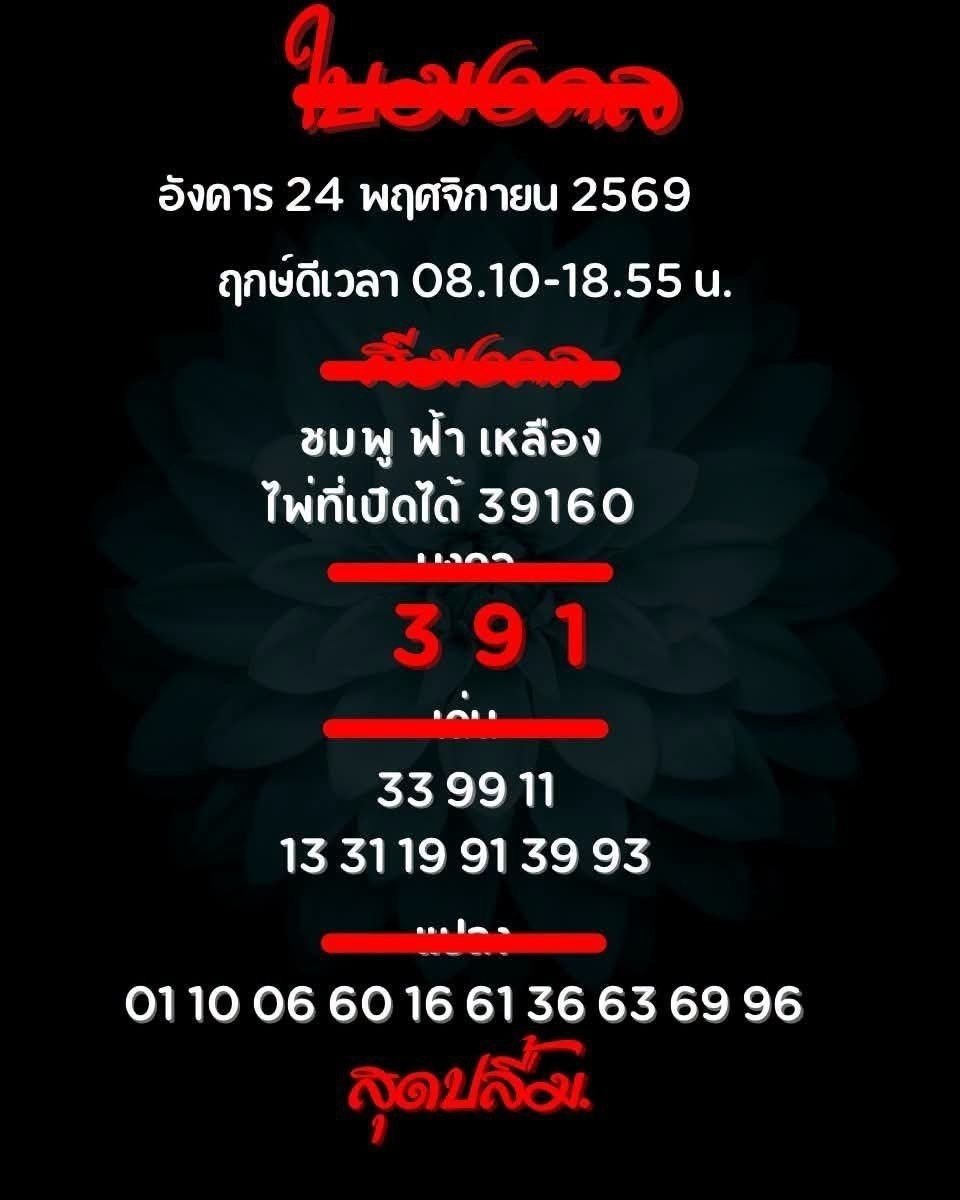 อังคาร 24 พฤศจิกายน 2569
ฤกษ์ดีเวลา 08.10-18.55 น.
ชมพู ฟ้า เหลือง
ไพ่ที่เปิดได้ 39160
3 9 1
33 99 11
13 31 19 91 39 93
01 10 06 60 16 61 36 63 69 96
สุดปลื้ม.